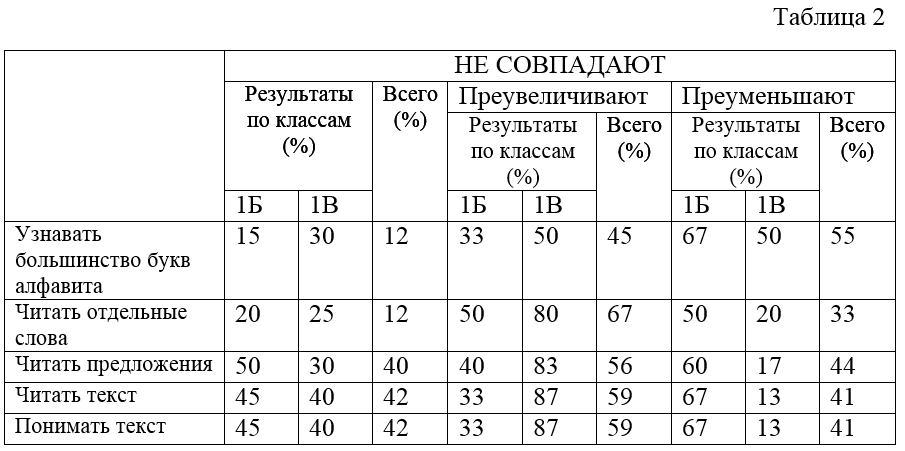 Таблица 2
НЕ СОВПАДАЮТ
Результаты по классам (%) Всего (%) Преувеличивают Преуменьшают
Результаты по классам (%) Всего (%) Результаты по классам (%) Всего (%)
1Б 1В 1Б 1В 1Б 1В
Узнавать большинство букв алфавита 15 30 12 33 50 45 67 50 55
Читать отдельные слова 20 25 12 50 80 67 50 20 33
Читать предложения 50 30 40 40 83 56 60 17 44
Читать текст 45 40 42 33 87 59 67 13 41
Понимать текст 45 40 42 33 87 59 67 13 41